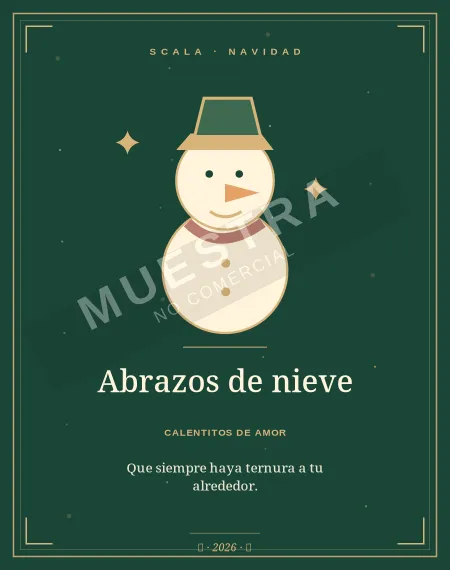 SCALA · NAVIDAD
MUESTRA
NO COMERCIAL
Abrazos de nieve
CALENTITOS DE AMOR
Que siempre haya ternura a tu
alrededor.
· 2026 ·